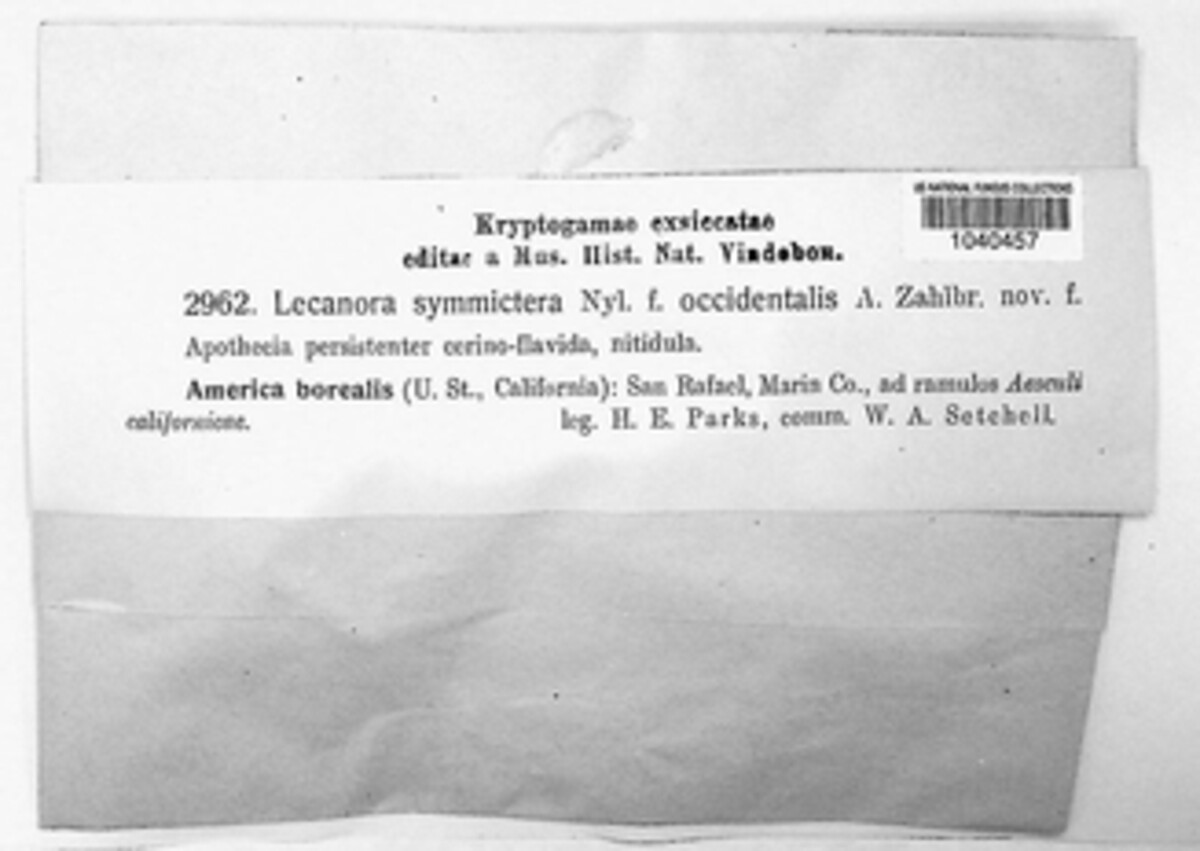 US NATIONAL FUNGUS COLLECTIONS
1040457
Kryptogamae exsiccatae
editae a Mus. Hist. Nat. Vindobon.
2962. Lecanora symmictera Nyl. f. occidentalis A. Zahlbr. nov. f.
Apothecia persistenter cerino-flavida, nitidula.
America borealis (U. St., California): San Rafael, Marin Co., ad ramulos Aesculi
californicae. leg. H. E. Parks, comm. W. A. Setchell.